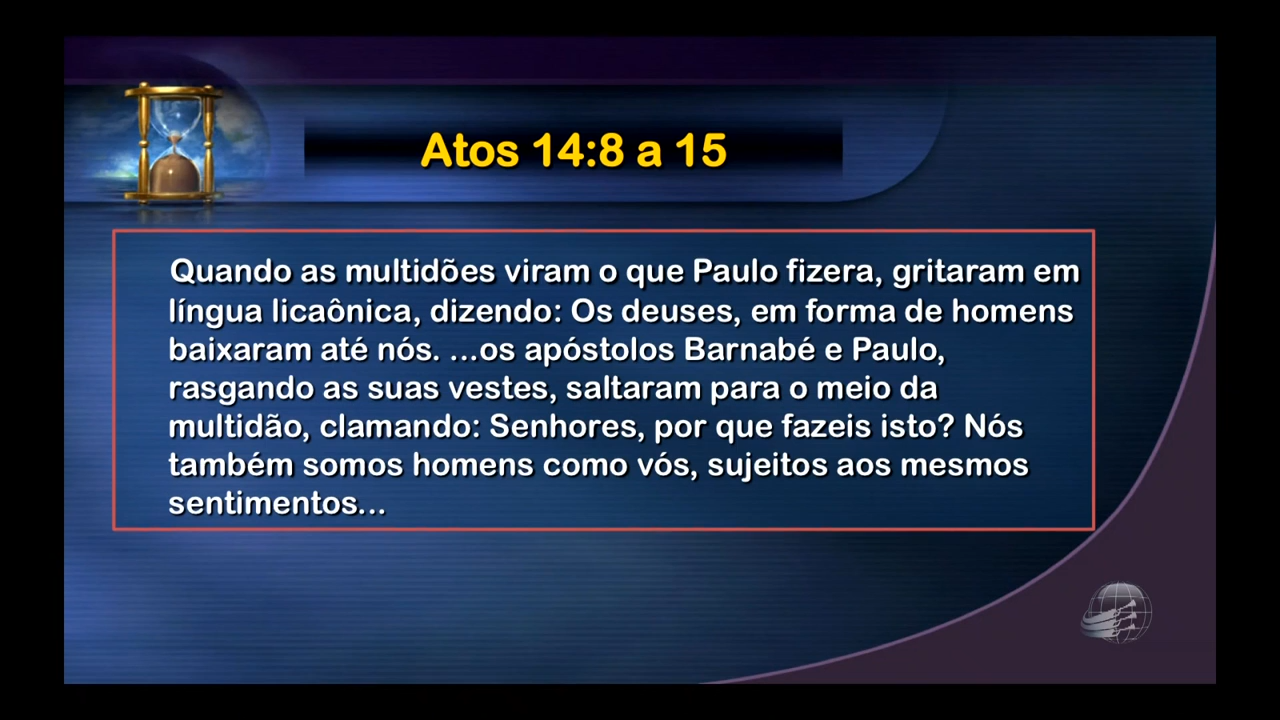 Atos 14:8 a 15
Quando as multidões viram o que Paulo fizera, gritaram em
língua licaônica, dizendo: Os deuses, em forma de homens
baixaram até nós. ...os apóstolos Barnabé e Paulo,
rasgando as suas vestes, saltaram para o meio da
multidão, clamando: Senhores, por que fazeis isto? Nós
também somos homens como vós, sujeitos aos mesmos
sentimentos...